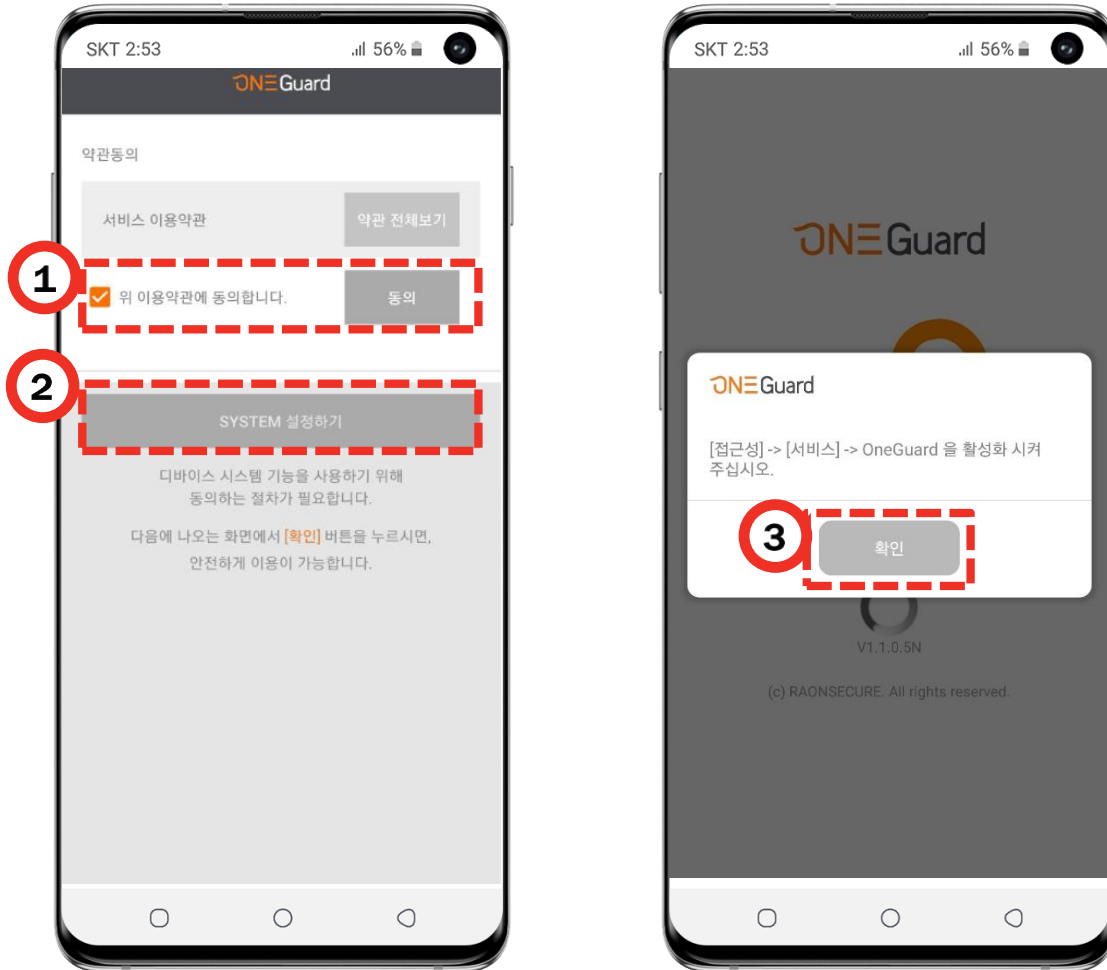 SKT 2:53
56%
ONEGuard
약관동의
서비스 이용약관
약관 전체보기
1
위 이용약관에 동의합니다.
동의
2
SYSTEM 설정하기
디바이스 시스템 기능을 사용하기 위해
동의하는 절차가 필요합니다.
다음에 나오는 화면에서 [확인] 버튼을 누르시면,
안전하게 이용이 가능합니다.
SKT 2:53
56%
ONEGuard
ONEGuard
[접근성] -> [서비스] -> OneGuard 을 활성화 시켜
주십시오.
3
확인
V1.1.0.5N
(c) RAONSECURE. All rights reserved.